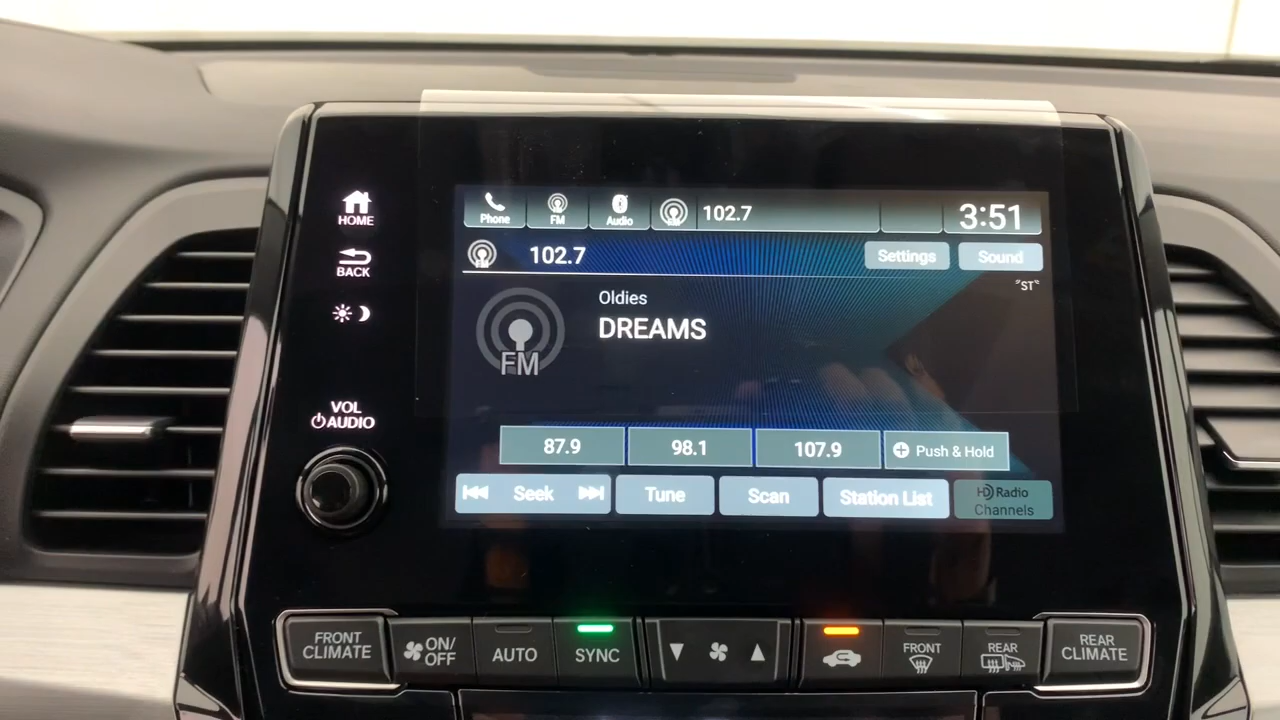 HOME
BACK
VOL
AUDIO
Phone
FM
Audio
FM
102.7
3:51
FM
102.7
Settings
Sound
"ST"
FM
Oldies
DREAMS
87.9
98.1
107.9
Push & Hold
Seek
Tune
Scan
Station List
HD Radio
Channels
FRONT
CLIMATE
ON/
OFF
AUTO
SYNC
FRONT
REAR
REAR
CLIMATE